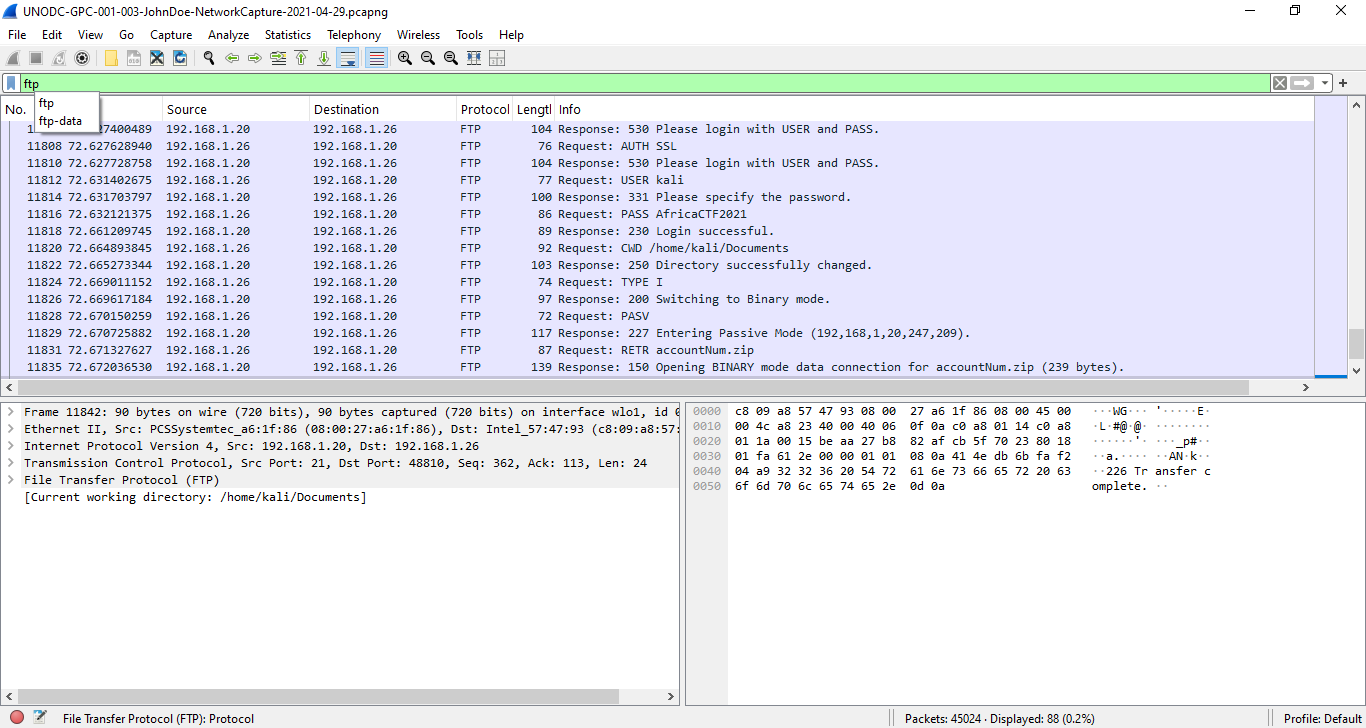 UNODC-GPC-001-003-JohnDoe-NetworkCapture-2021-04-29.pcapng
File Edit View Go Capture Analyze Statistics Telephony Wireless Tools Help
ftp
ftp
ftp-data
No. Source Destination Protocol Lengtl Info
27400489 192.168.1.20 192.168.1.26 FTP 104 Response: 530 Please login with USER and PASS.
11808 72.627628940 192.168.1.26 192.168.1.20 FTP 76 Request: AUTH SSL
11810 72.627728758 192.168.1.20 192.168.1.26 FTP 104 Response: 530 Please login with USER and PASS.
11812 72.631402675 192.168.1.26 192.168.1.20 FTP 77 Request: USER kali
11814 72.631703797 192.168.1.20 192.168.1.26 FTP 100 Response: 331 Please specify the password.
11816 72.632121375 192.168.1.26 192.168.1.20 FTP 86 Request: PASS AfricaCTF2021
11818 72.661209745 192.168.1.20 192.168.1.26 FTP 89 Response: 230 Login successful.
11820 72.664893845 192.168.1.26 192.168.1.20 FTP 92 Request: CWD /home/kali/Documents
11822 72.665273344 192.168.1.20 192.168.1.26 FTP 103 Response: 250 Directory successfully changed.
11824 72.669011152 192.168.1.26 192.168.1.20 FTP 74 Request: TYPE I
11826 72.669617184 192.168.1.20 192.168.1.26 FTP 97 Response: 200 Switching to Binary mode.
11828 72.670150259 192.168.1.26 192.168.1.20 FTP 72 Request: PASV
11829 72.670725882 192.168.1.20 192.168.1.26 FTP 117 Response: 227 Entering Passive Mode (192,168,1,20,247,209).
11831 72.671327627 192.168.1.26 192.168.1.20 FTP 87 Request: RETR accountNum.zip
11835 72.672036530 192.168.1.20 192.168.1.26 FTP 139 Response: 150 Opening BINARY mode data connection for accountNum.zip (239 bytes).
Frame 11842: 90 bytes on wire (720 bits), 90 bytes captured (720 bits) on interface wlo1, id
Ethernet II, Src: PCSSystemtec_a6:1f:86 (08:00:27:a6:1f:86), Dst: Intel_57:47:93 (c8:09:a8:57:
Internet Protocol Version 4, Src: 192.168.1.20, Dst: 192.168.1.26
Transmission Control Protocol, Src Port: 21, Dst Port: 48810, Seq: 362, Ack: 113, Len: 24
File Transfer Protocol (FTP)
[Current working directory: /home/kali/Documents]
0000 c8 09 a8 57 47 93 08 00 27 a6 1f 86 08 00 45 00 ···WG··· '·····E·
0010 00 4c a8 23 40 00 40 06 0f 0a c0 a8 01 14 c0 a8 ·L·#@·@· ········
0020 01 1a 00 15 be aa 27 b8 82 af cb 5f 70 23 80 18 ······'· ···_p#··
0030 01 fa 61 2e 00 00 01 01 08 0a 41 4e db 6b fa f2 ··a.···· ··AN·k··
0040 04 a9 32 32 36 20 54 72 61 6e 73 66 65 72 20 63 ··226 Tr ansfer c
0050 6f 6d 70 6c 65 74 65 2e 0d 0a omplete. ··
File Transfer Protocol (FTP): Protocol
Packets: 45024 · Displayed: 88 (0.2%)
Profile: Default